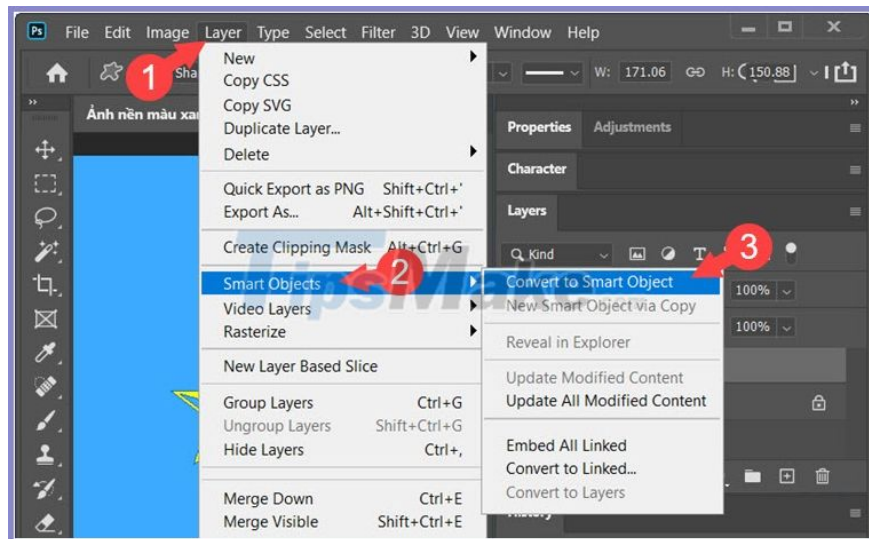 Ps File Edit Image Layer Type Select Filter 3D View Window Help
1
Sha
W: 171.06
H: 150.88
Ảnh nền màu xa
New
Copy CSS
Copy SVG
Duplicate Layer...
Delete
Quick Export as PNG Shift+Ctrl+'
Export As... Alt+Shift+Ctrl+'
Create Clipping Mask Alt+Ctrl+G
Smart Objects
2
Video Layers
Rasterize
New Layer Based Slice
Group Layers Ctrl+G
Ungroup Layers Shift+Ctrl+G
Hide Layers Ctrl+,
Merge Down Ctrl+E
Merge Visible Shift+Ctrl+E
Properties Adjustments
Character
Layers
Kind
T
3
Convert to Smart Object
100%
New Smart Object via Copy
100%
Reveal in Explorer
Update Modified Content
Update All Modified Content
Embed All Linked
Convert to Linked...
Convert to Layers
History
TipsMake
.com